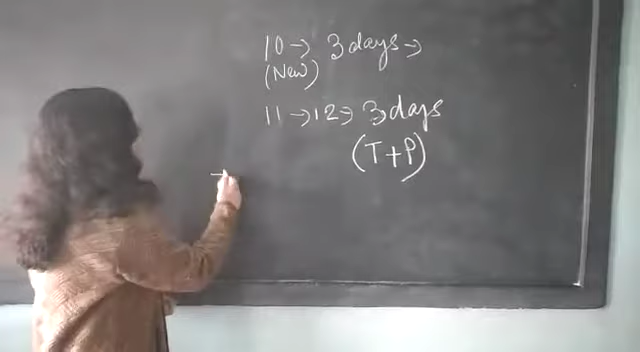 10 → 3 days →
(New)
11 → 12 → 3 days
(T+P)